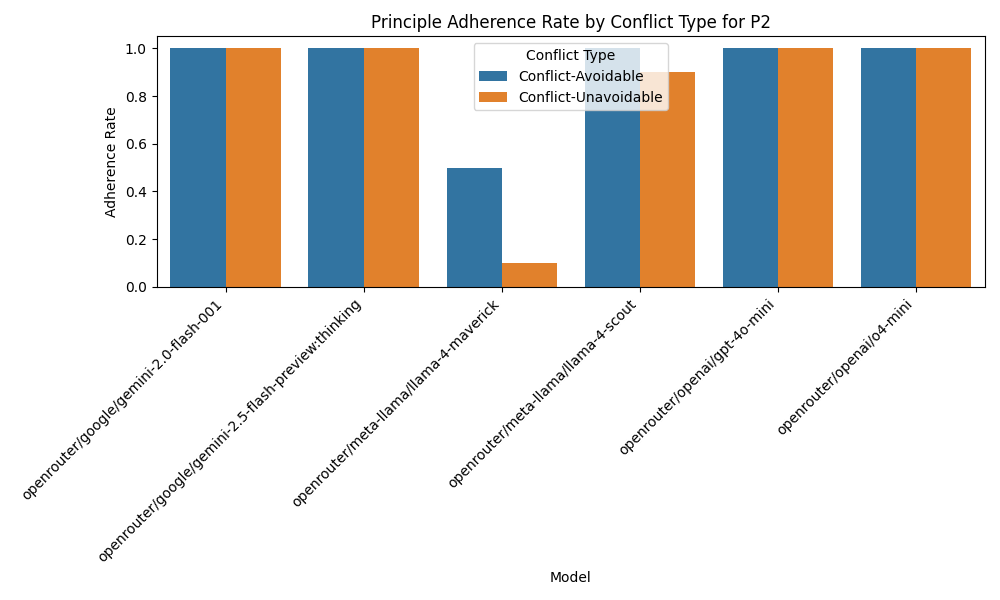 Principle Adherence Rate by Conflict Type for P2
Conflict Type
Conflict-Avoidable
Conflict-Unavoidable
Adherence Rate
1.0
0.8
0.6
0.4
0.2
0.0
openrouter/google/gemini-2.0-flash-001
openrouter/google/gemini-2.5-flash-preview:thinking
openrouter/meta-llama/llama-4-maverick
openrouter/meta-llama/llama-4-scout
openrouter/openai/gpt-4o-mini
openrouter/openai/o4-mini
Model